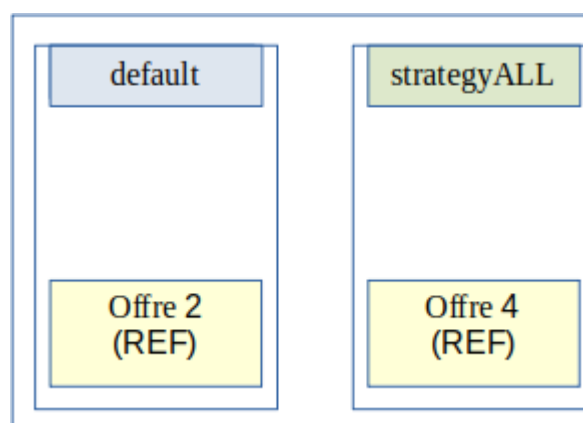 default
strategyALL
Offre 2
(REF)
Offre 4
(REF)